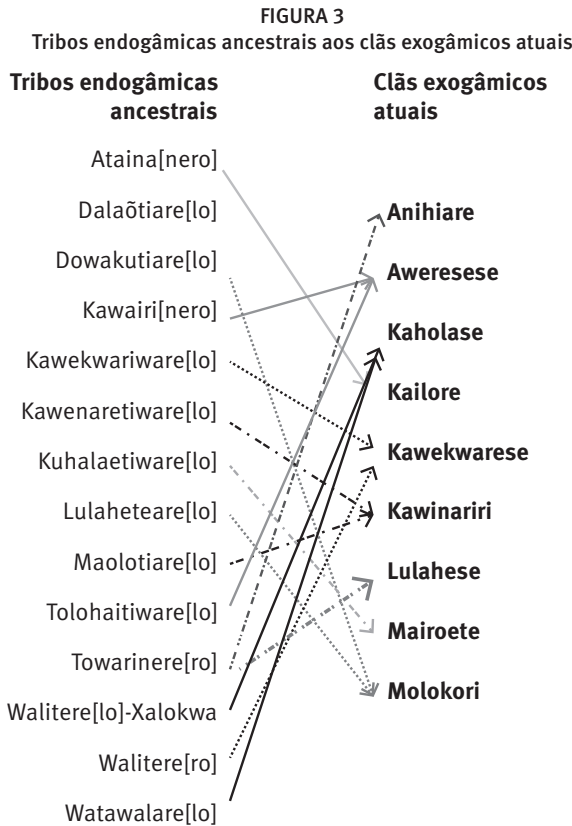 FIGURA 3
Tribos endogâmicas ancestrais aos clãs exogâmicos atuais
Tribos endogâmicas
ancestrais
Ataina[nero]
Dalaõtiare[lo]
Dowakutiare[lo]
Kawairi[nero]
Kawekwariware[lo]
Kawenaretiware[lo]
Kuhalaetiware[lo]
Lulaheteare[lo]
Maolotiare[lo]
Tolohaitiware[lo]
Towarinere[ro]
Walitere[lo]-Xalokwa
Walitere[ro]
Watawalare[lo]
Clãs exogâmicos
atuais
Anihiare
Aweresese
Kaholase
Kailore
Kawekwarese
Kawinariri
Lulahese
Mairoete
Molokori